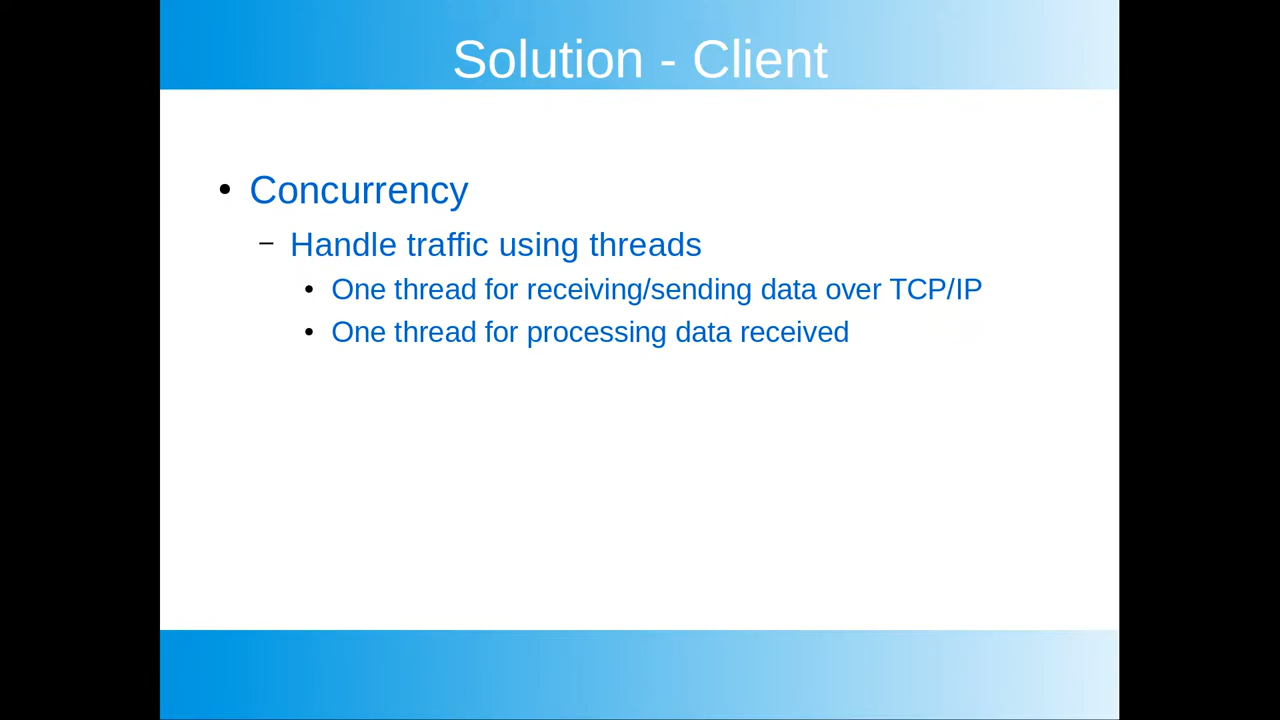 Solution - Client
• Concurrency
– Handle traffic using threads
• One thread for receiving/sending data over TCP/IP
• One thread for processing data received